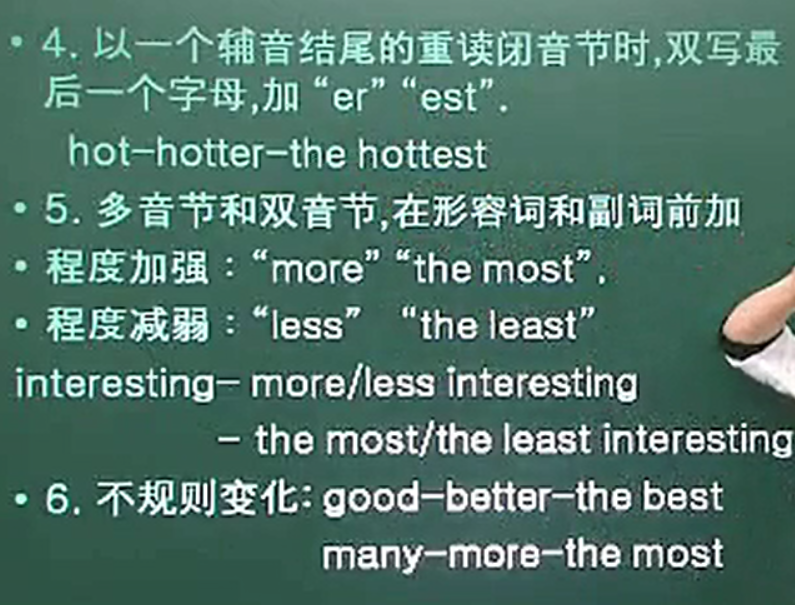 • 4. 以一个辅音结尾的重读闭音节时,双写最
后一个字母,加 “er” “est”.
hot-hotter-the hottest
• 5. 多音节和双音节,在形容词和副词前加
• 程度加强：“more” “the most”.
• 程度减弱：“less” “the least”
interesting- more/less interesting
- the most/the least interesting
• 6. 不规则变化: good-better-the best
many-more-the most